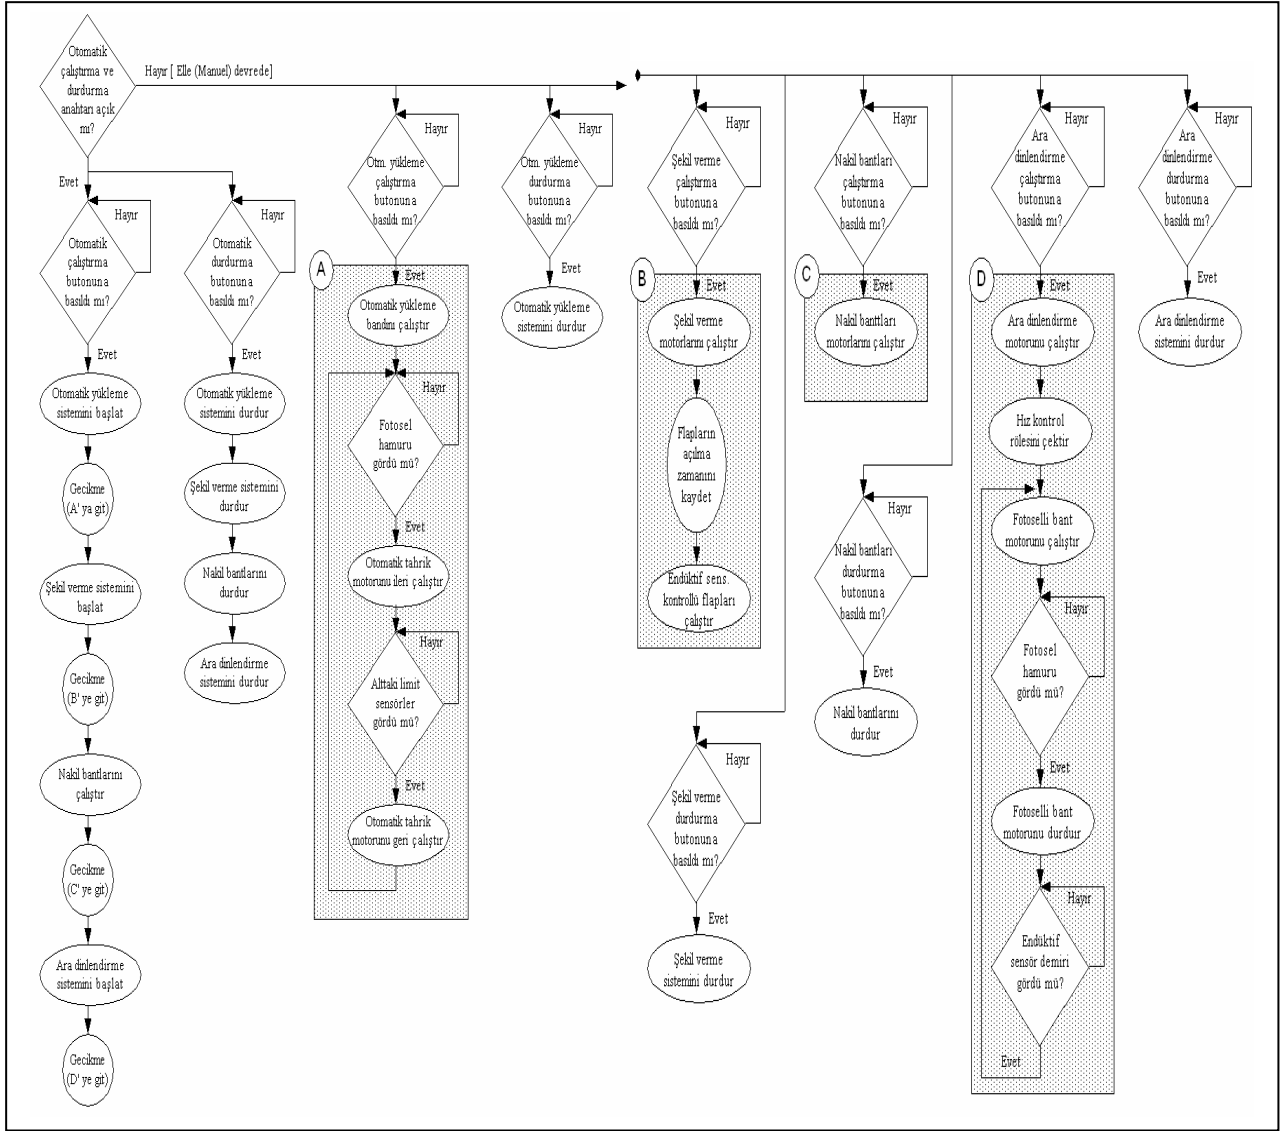 Otomatik
çalıştırma ve
durdurma
anahtarı açık
mı?
Hayır [ Elle (Manuel) devrede]
Evet
Hayır
Otomatik
çalıştırma
butonuna
basıldı mı?
Evet
Otomatik yükleme
sistemini başlat
Gecikme
(A' ya git)
Şekil verme sistemini
başlat
Gecikme
(B' ye git)
Nakil bantlarını
çalıştır
Gecikme
(C' ye git)
Ara dinlendirme
sistemini başlat
Gecikme
(D' ye git)
Hayır
Otomatik
durdurma
butonuna
basıldı mı?
Evet
Otomatik yükleme
sistemini durdur
Şekil verme sistemini
durdur
Nakil bantlarını
durdur
Ara dinlendirme
sistemini durdur
Hayır
Otm. yükleme
çalıştırma
butonuna
basıldı mı?
A
Evet
Otomatik yükleme
bandını çalıştır
Hayır
Fotosel
hamuru
gördü mü?
Evet
Otomatik tahrik
motorunu ileri çalıştır
Hayır
Alttaki limit
sensörler
gördü mü?
Evet
Otomatik tahrik
motorunu geri çalıştır
Hayır
Otm. yükleme
durdurma
butonuna
basıldı mı?
Evet
Otomatik yükleme
sistemini durdur
Hayır
Şekil verme
çalıştırma
butonuna
basıldı mı?
B
Evet
Şekil verme
motorlarını çalıştır
Flapların
açılma
zamanını
kaydet
Endüktif sens.
kontrollü flapları
çalıştır
Hayır
Şekil verme
durdurma
butonuna
basıldı mı?
Evet
Şekil verme
sistemini durdur
Hayır
Nakil bantları
çalıştırma
butonuna
basıldı mı?
C
Evet
Nakil banttları
motorlarını çalıştır
Hayır
Nakil bantları
durdurma
butonuna
basıldı mı?
Evet
Nakil bantlarını
durdur
Hayır
Ara
dinlendirme
çalıştırma
butonuna
basıldı mı?
D
Evet
Ara dinlendirme
motorunu çalıştır
Hız kontrol
rölesini çektir
Fotoselli bant
motorunu çalıştır
Hayır
Fotosel
hamuru
gördü mü?
Evet
Fotoselli bant
motorunu durduır
Hayır
Endüktif
sensör demiri
gördü mü?
Evet
Hayır
Ara
dinlendirme
durdurma
butonuna
basıldı mı?
Evet
Ara dinlendirme
sistemini durdur